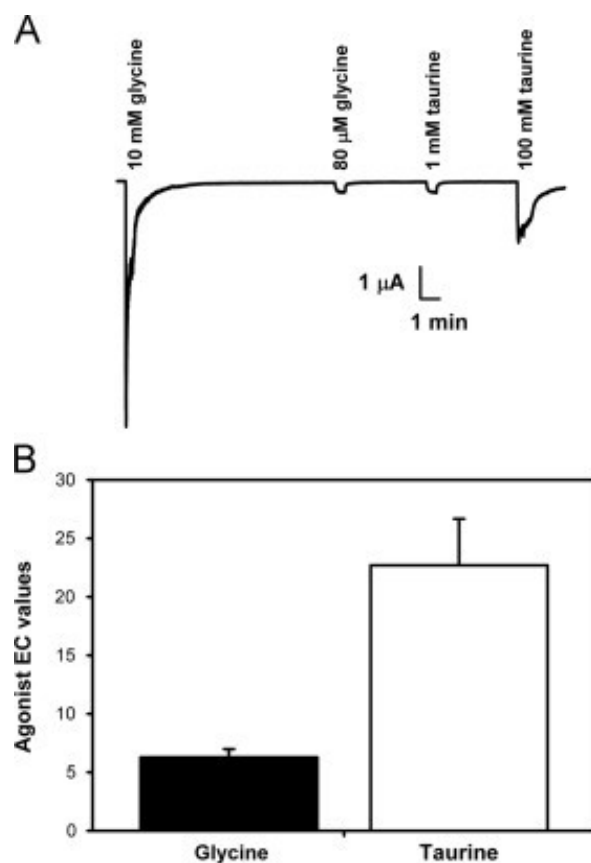 A
10 mM glycine
80 μM glycine
1 mM taurine
100 mM taurine
1 μA
1 min
B
30
25
20
15
10
5
0
Agonist EC values
Glycine
Taurine